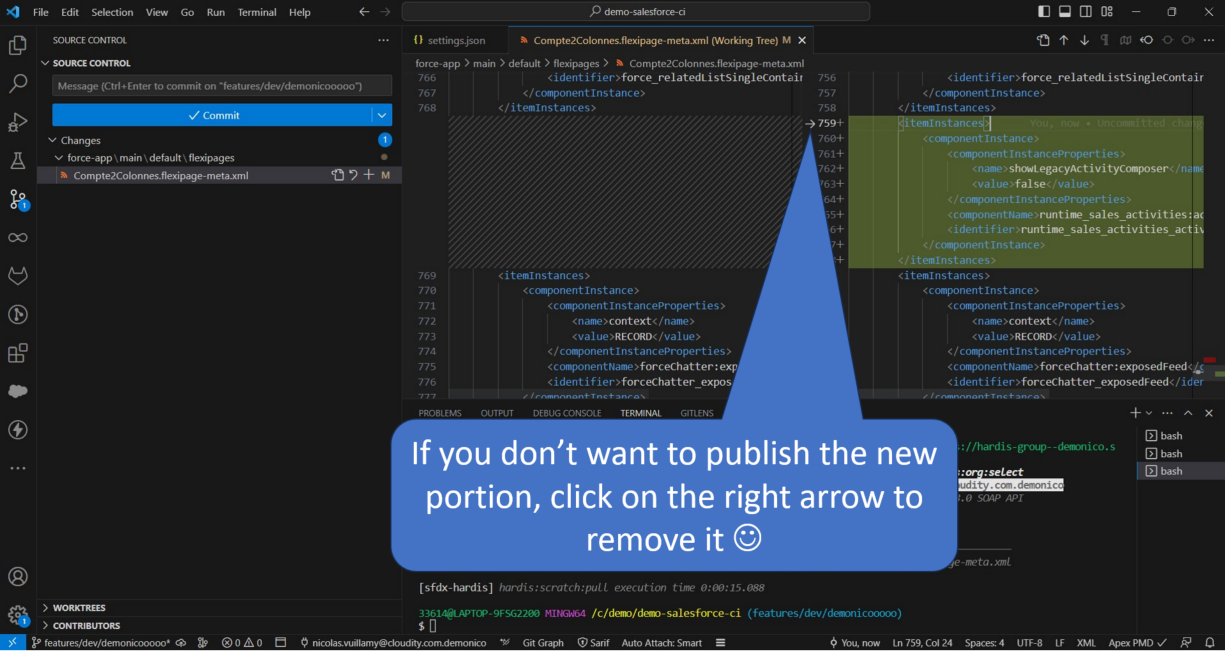 File Edit Selection View Go Run Terminal Help
demo-salesforce-ci
SOURCE CONTROL
SOURCE CONTROL
Message (Ctrl+Enter to commit on "features/dev/demonicooooo")
Commit
Changes 1
force-app\main\default\flexipages
Compte2Colonnes.flexipage-meta.xml M
1
WORKTREES
CONTRIBUTORS
{} settings.json
Compte2Colonnes.flexipage-meta.xml (Working Tree) M
force-app > main > default > flexipages > Compte2Colonnes.flexipage-meta.xml
766 <identifier>force_relatedListSingleContair
767 </componentInstance>
768 </itemInstances>
769 <itemInstances>
770 <componentInstance>
771 <componentInstanceProperties>
772 <name>context</name>
773 <value>RECORD</value>
774 </componentInstanceProperties>
775 <componentName>forceChatter:exp
776 <identifier>forceChatter_expos
777 </componentInstance>
756 <identifier>force_relatedListSingleContair
757 </componentInstance>
758 </itemInstances>
759+ <itemInstances> You, now • Uncommitted chang
760+ <componentInstance>
761+ <componentInstanceProperties>
762+ <name>showLegacyActivityComposer</name
763+ <value>false</value>
64+ </componentInstanceProperties>
65+ <componentName>runtime_sales_activities:ac
6+ <identifier>runtime_sales_activities_activ
7+ </componentInstance>
</itemInstances>
<itemInstances>
<componentInstance>
<componentInstanceProperties>
<name>context</name>
<value>RECORD</value>
</componentInstanceProperties>
<componentName>forceChatter:exposedFeed</c
<identifier>forceChatter_exposedFeed</ider
</componentInstance>
PROBLEMS OUTPUT DEBUG CONSOLE TERMINAL GITLENS
If you don't want to publish the new
portion, click on the right arrow to
remove it ☺
s://hardis-group--demonico.s
:org:select
oudity.com.demonico
.0 SOAP API
e-meta.xml
bash
bash
bash
[sfdx-hardis] hardis:scratch:pull execution time 0:00:15.088
33614@LAPTOP-9FSG2200 MINGW64 /c/demo/demo-salesforce-ci (features/dev/demonicooooo)
$
features/dev/demonicooooo* 0 0 nicolas.vuillamy@cloudity.com.demonico Git Graph Sarif Auto Attach: Smart You, now Ln 759, Col 24 Spaces: 4 UTF-8 LF XML Apex PMD